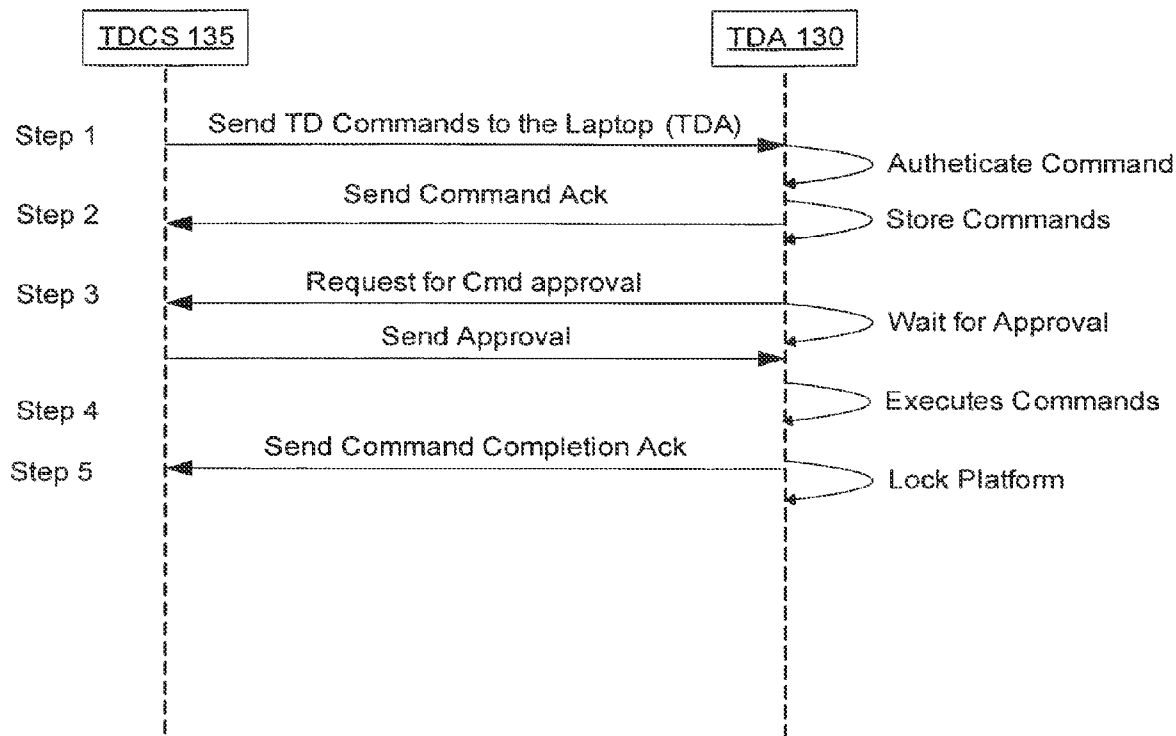 TDCS 135
TDA 130
Step 1
Send TD Commands to the Laptop (TDA)
Autheticate Command
Step 2
Send Command Ack
Store Commands
Step 3
Request for Cmd approval
Wait for Approval
Send Approval
Step 4
Executes Commands
Step 5
Send Command Completion Ack
Lock Platform